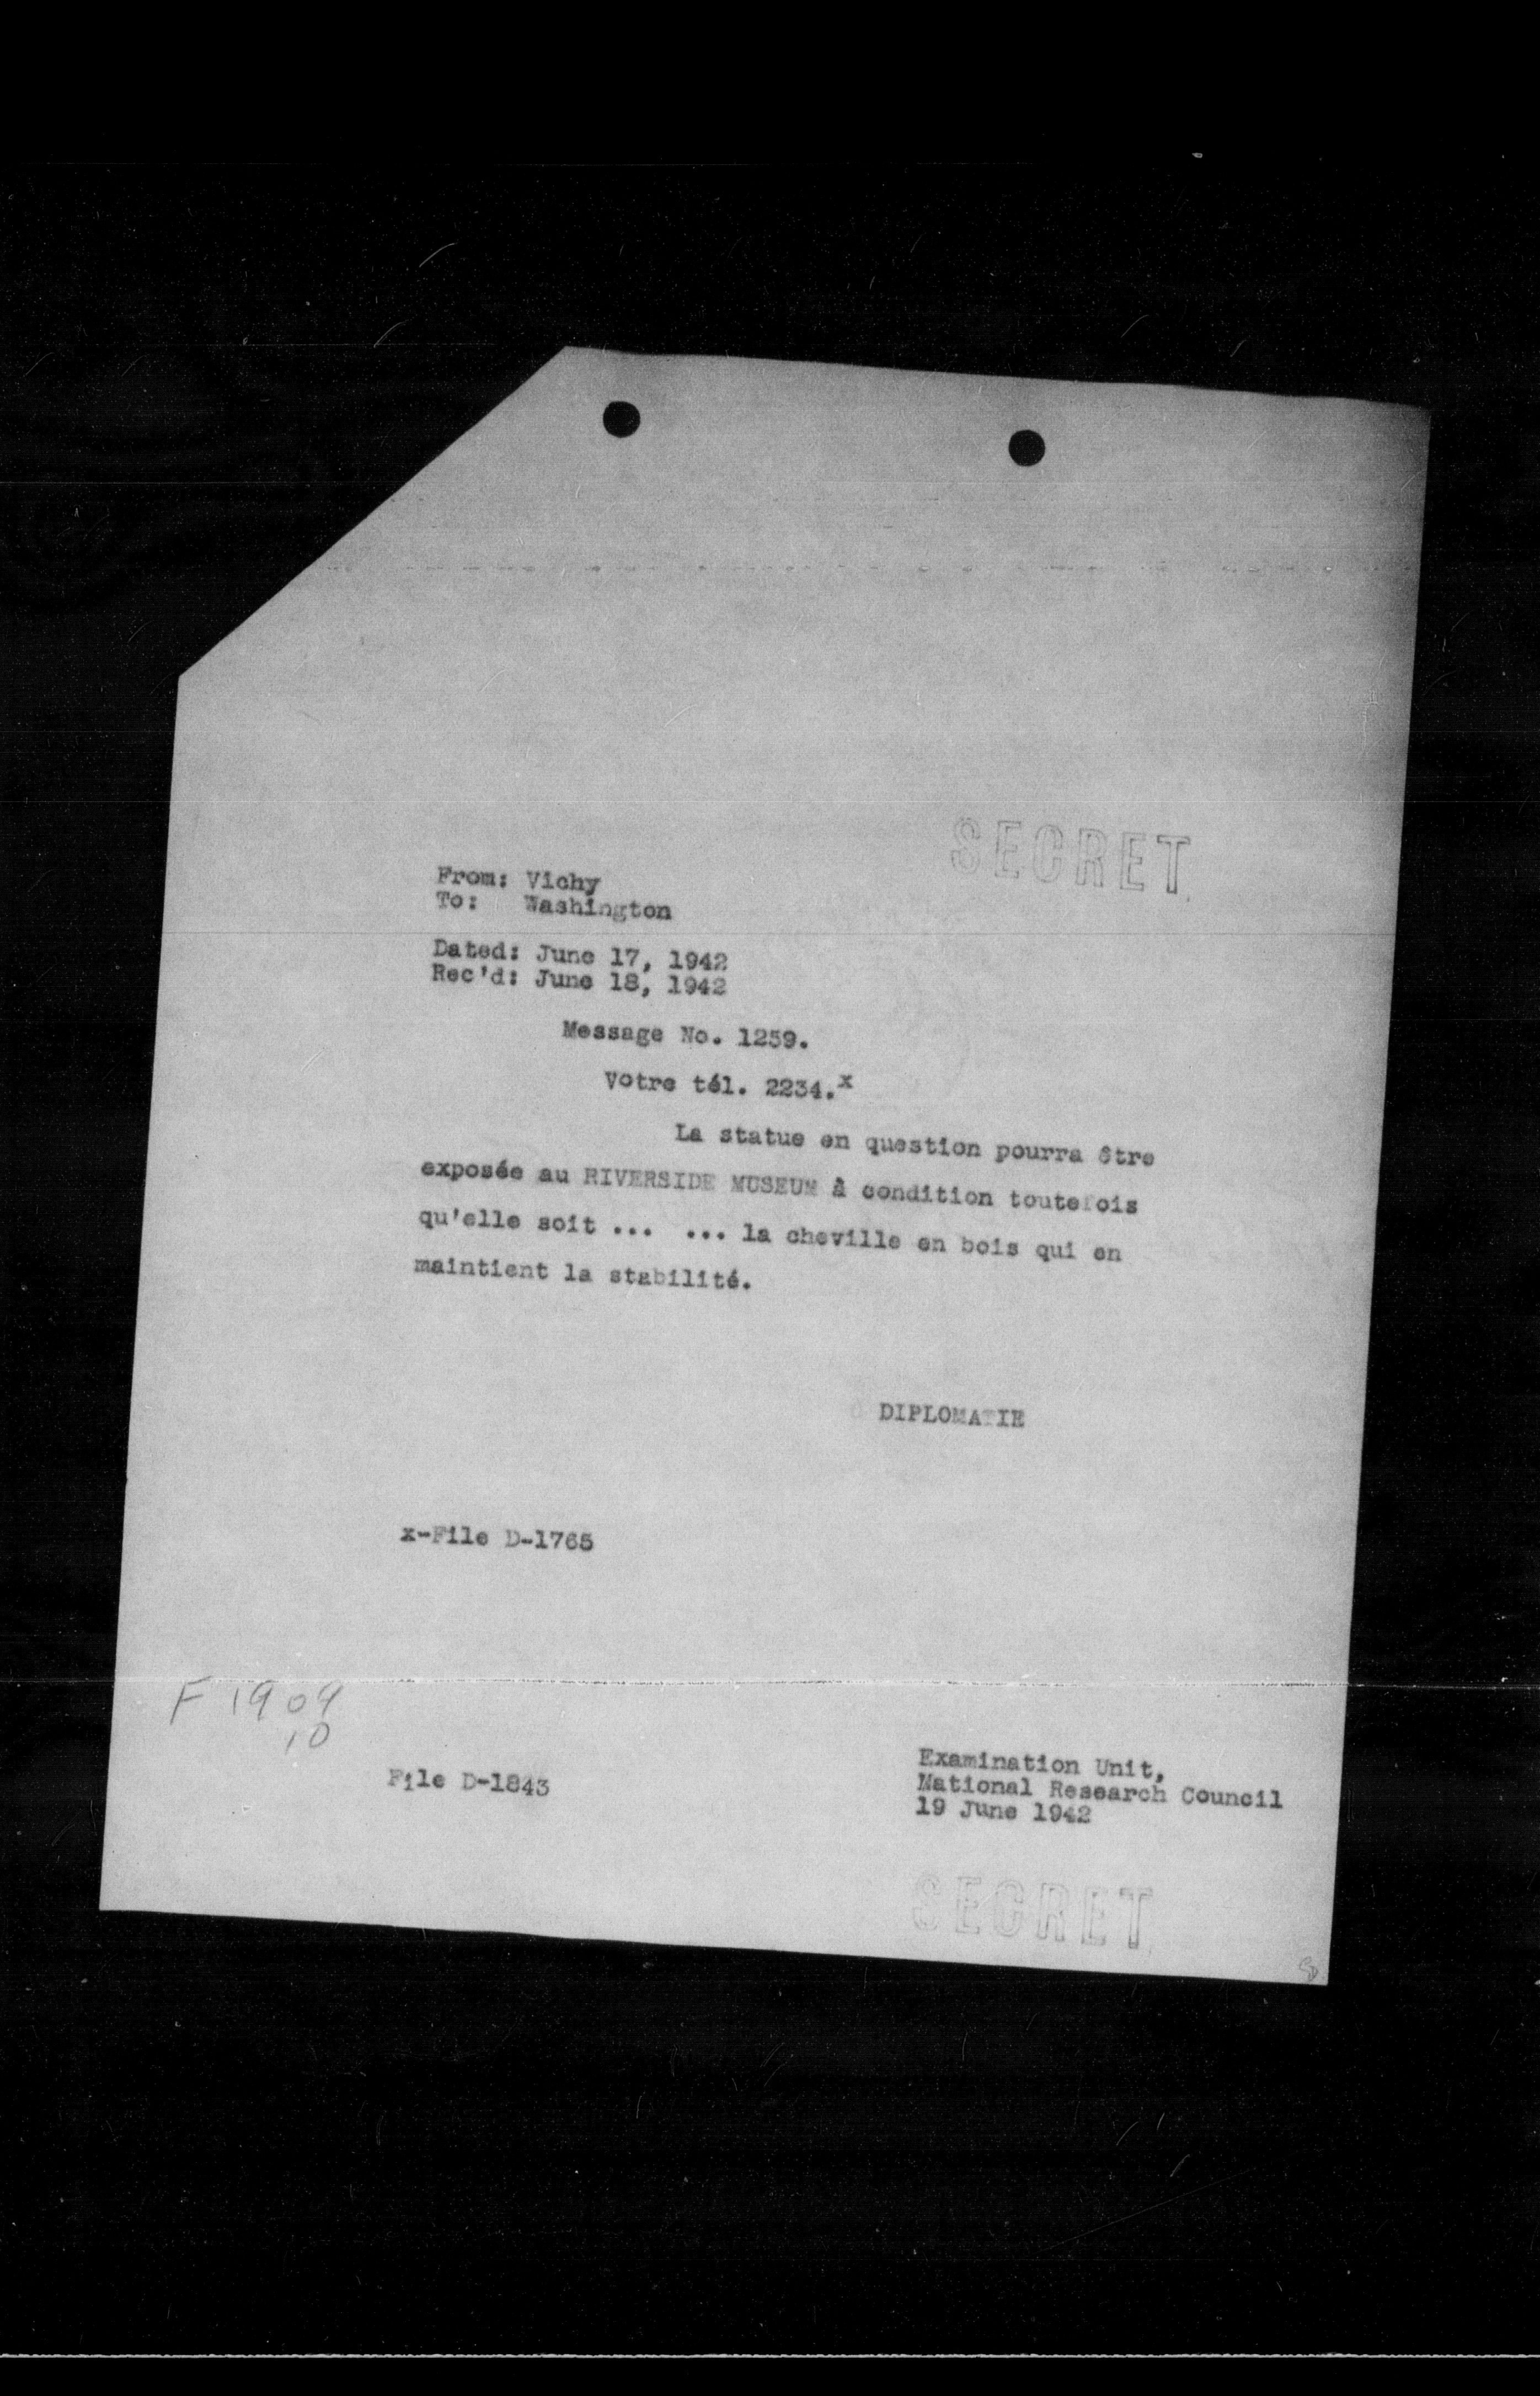 SECRET
From: Vichy
To: Washington
Dated: June 17, 1942
Rec'd: June 18, 1942
Message No. 1259.
Votre tél. 2234.x
La statue en question pourra être
exposée au RIVERSIDE MUSEUM à condition toutefois
qu'elle soit ... ... la cheville en bois qui en
maintient la stabilité.
DIPLOMATIE
x-File D-1765
F 1909
10
File D-1843
Examination Unit,
National Research Council
19 June 1942
SECRET